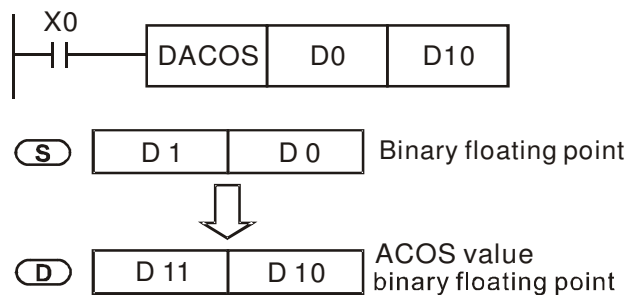 X0
DACOS D0 D10
S D 1 D 0 Binary floating point
D D 11 D 10 ACOS value
binary floating point